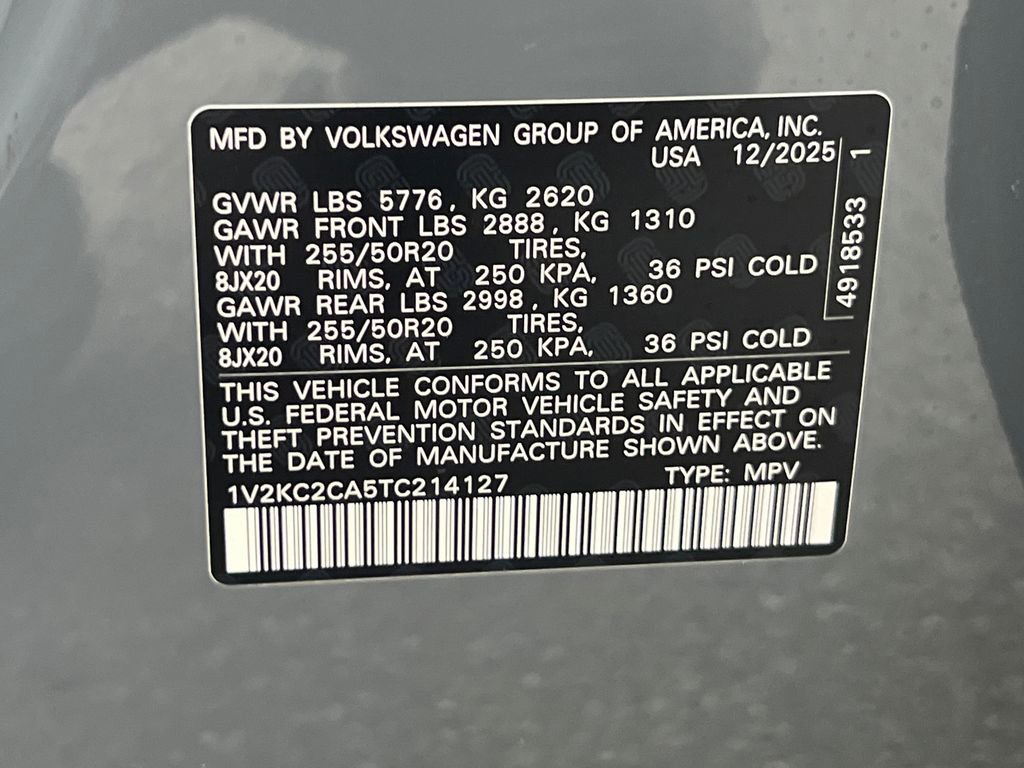 MFD BY VOLKSWAGEN GROUP OF AMERICA, INC.
USA 12/2025
GVWR LBS 5776, KG 2620
GAWR FRONT LBS 2888, KG 1310
WITH 255/50R20 TIRES,
8JX20 RIMS, AT 250 KPA, 36 PSI COLD
GAWR REAR LBS 2998, KG 1360
WITH 255/50R20 TIRES,
8JX20 RIMS, AT 250 KPA, 36 PSI COLD
THIS VEHICLE CONFORMS TO ALL APPLICABLE
U.S. FEDERAL MOTOR VEHICLE SAFETY AND
THEFT PREVENTION STANDARDS IN EFFECT ON
THE DATE OF MANUFACTURE SHOWN ABOVE.
1V2KC2CA5TC214127 TYPE: MPV
4918533 1